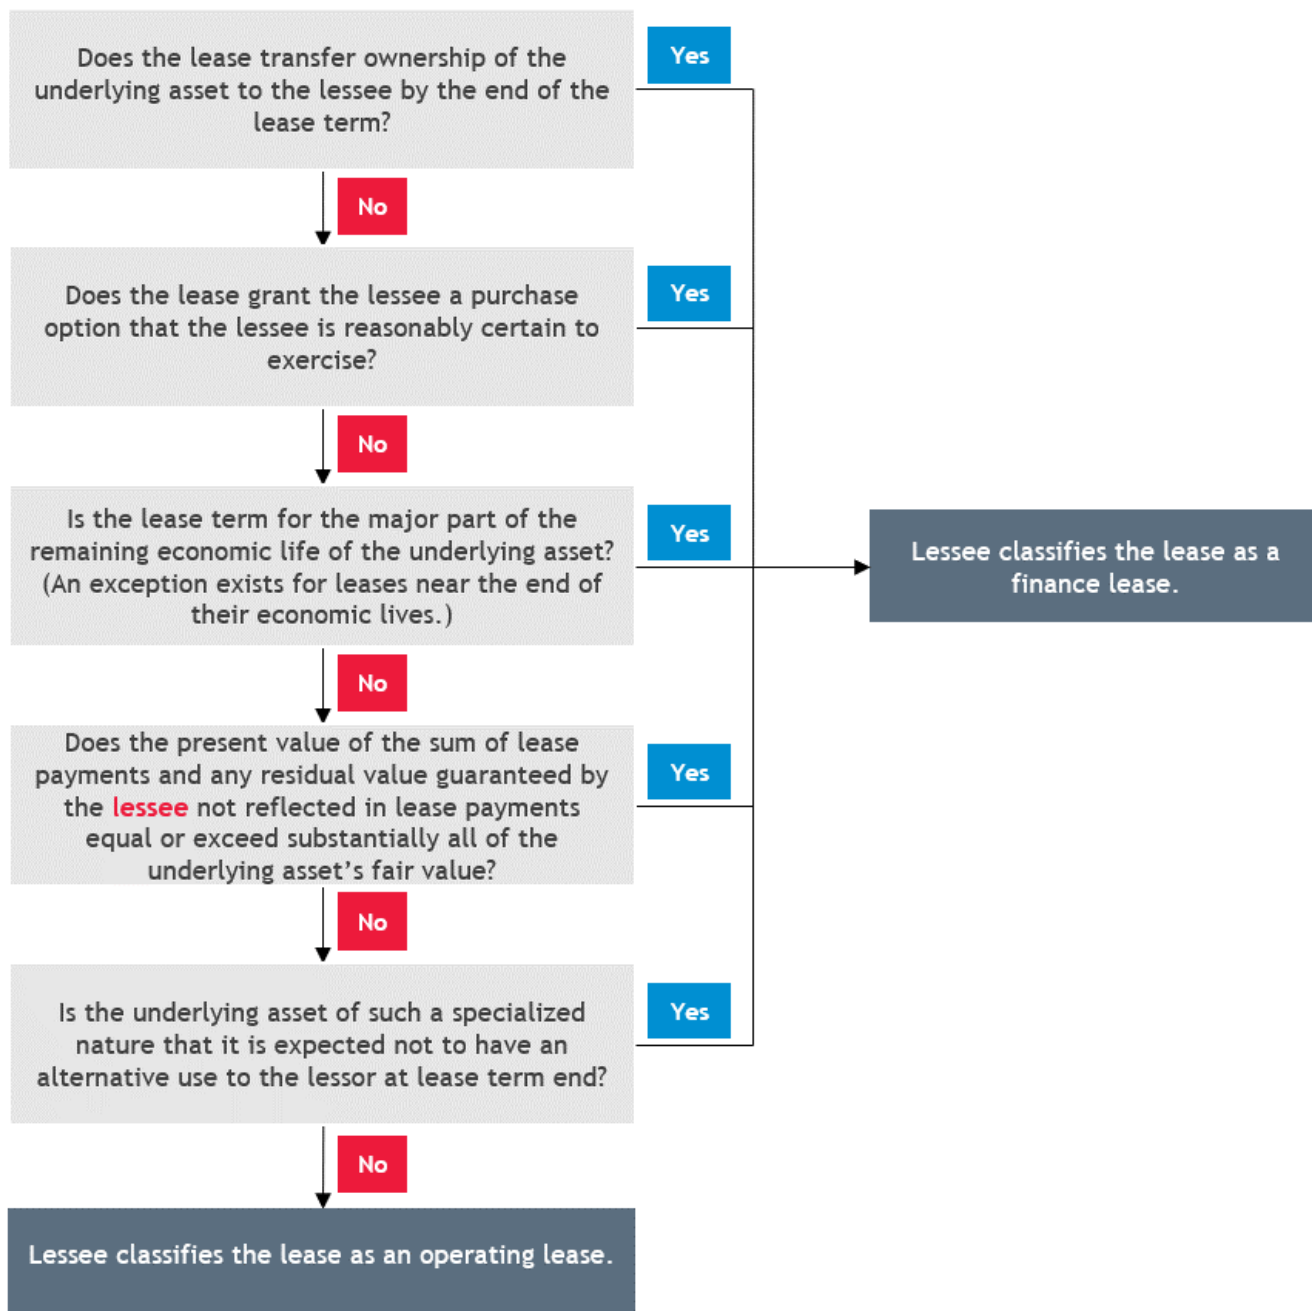 Does the lease transfer ownership of the
underlying asset to the lessee by the end of the
lease term?
Yes
No
Does the lease grant the lessee a purchase
option that the lessee is reasonably certain to
exercise?
Yes
No
Is the lease term for the major part of the
remaining economic life of the underlying asset?
(An exception exists for leases near the end of
their economic lives.)
Yes
Lessee classifies the lease as a
finance lease.
No
Does the present value of the sum of lease
payments and any residual value guaranteed by
the lessee not reflected in lease payments
equal or exceed substantially all of the
underlying asset’s fair value?
Yes
No
Is the underlying asset of such a specialized
nature that it is expected not to have an
alternative use to the lessor at lease term end?
Yes
No
Lessee classifies the lease as an operating lease.